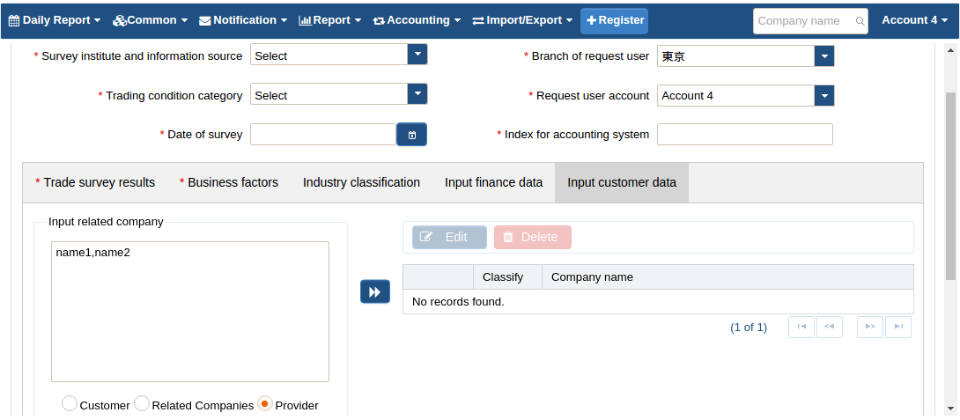 Daily Report Common Notification Report Accounting Import/Export + Register Company name Account 4
* Survey institute and information source Select * Branch of request user 東京
* Trading condition category Select * Request user account Account 4
* Date of survey * Index for accounting system
* Trade survey results * Business factors Industry classification Input finance data Input customer data
Input related company
Edit Delete
name1,name2
Classify Company name
No records found.
(1 of 1)
Customer Related Companies Provider